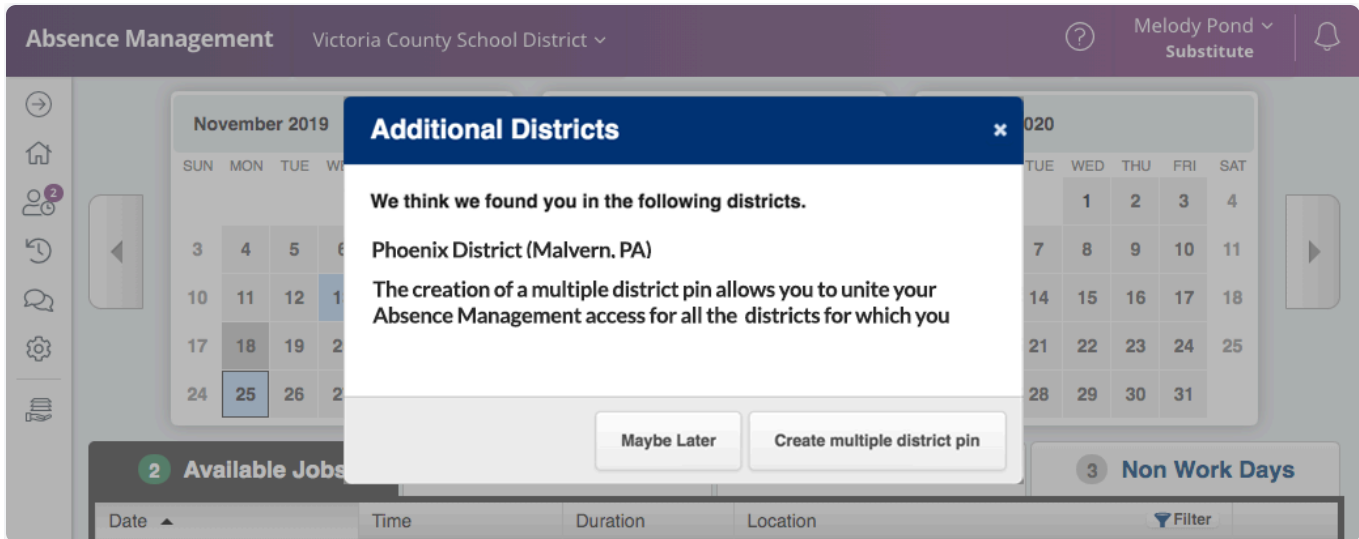 Absence Management Victoria County School District Melody Pond
Substitute
2
November 2019 Additional Districts × 020
SUN MON TUE TUE WED THU FRI SAT
We think we found you in the following districts.
1 2 3 4
Phoenix District (Malvern. PA)
3 4 5 7 8 9 10 11
The creation of a multiple district pin allows you to unite your
10 11 12 14 15 16 17 18
Absence Management access for all the districts for which you
17 18 19 21 22 23 24 25
24 25 26 28 29 30 31
Maybe Later Create multiple district pin
2 Available Jobs 3 Non Work Days
Date Time Duration Location Filter